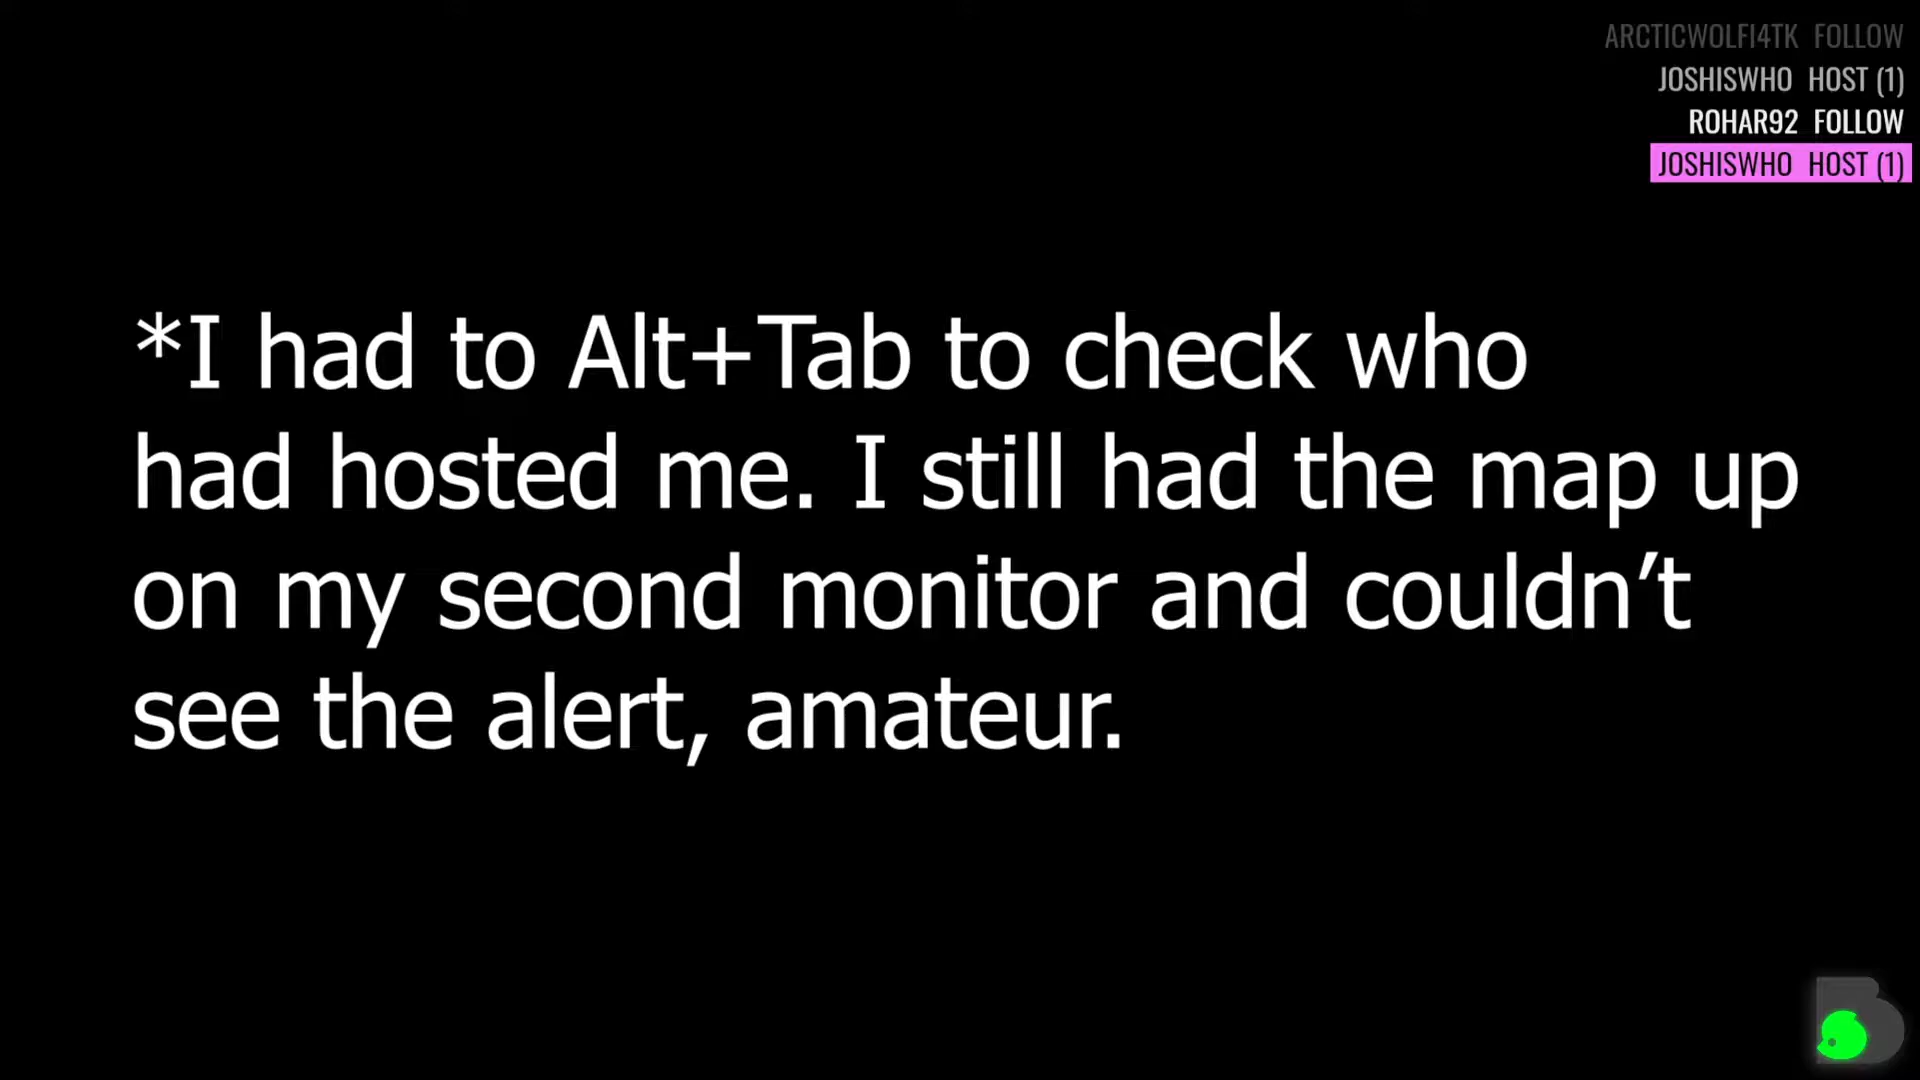 ARCTICWOLFI4TK FOLLOW
JOSHISWHO HOST (1)
ROHAR92 FOLLOW
JOSHISWHO HOST (1)
*I had to Alt+Tab to check who
had hosted me. I still had the map up
on my second monitor and couldn’t
see the alert, amateur.
B